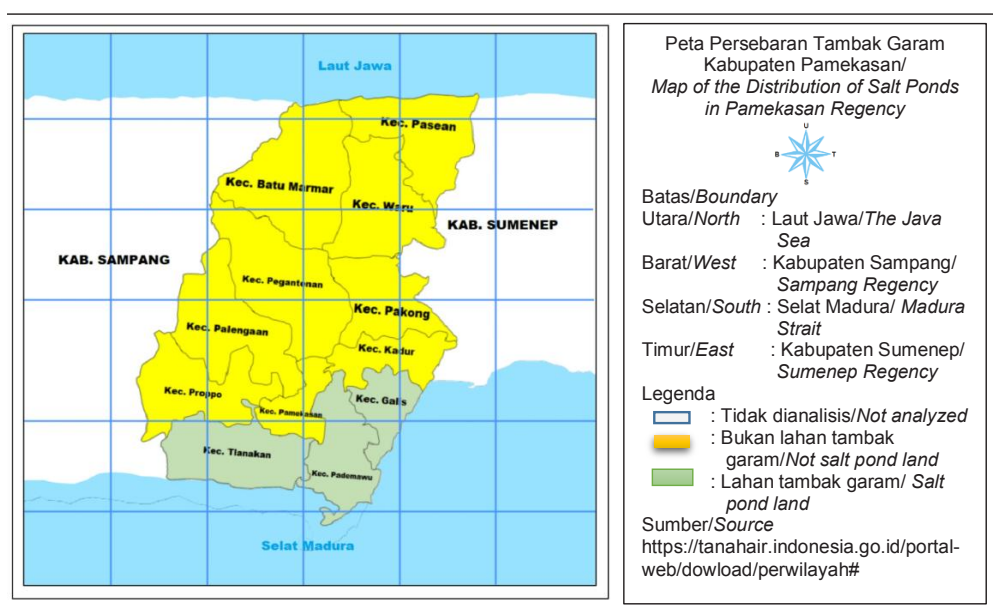 Laut Jawa
Kec. Pasean
Kec. Batu Marmar
Kec. Waru
KAB. SUMENEP
KAB. SAMPANG
Kec. Pegantenan
Kec. Pakong
Kec. Palengaan
Kec. Kadur
Kec. Proppo
Kec. Galis
Kec. Pamekasan
Kec. Tlanakan
Kec. Pademawu
Selat Madura
Peta Persebaran Tambak Garam
Kabupaten Pamekasan/
Map of the Distribution of Salt Ponds
in Pamekasan Regency
U
B T
S
Batas/Boundary
Utara/North : Laut Jawa/The Java
Sea
Barat/West : Kabupaten Sampang/
Sampang Regency
Selatan/South : Selat Madura/ Madura
Strait
Timur/East : Kabupaten Sumenep/
Sumenep Regency
Legenda
: Tidak dianalisis/Not analyzed
: Bukan lahan tambak
garam/Not salt pond land
: Lahan tambak garam/ Salt
pond land
Sumber/Source
https://tanahair.indonesia.go.id/portal-
web/dowload/perwilayah#